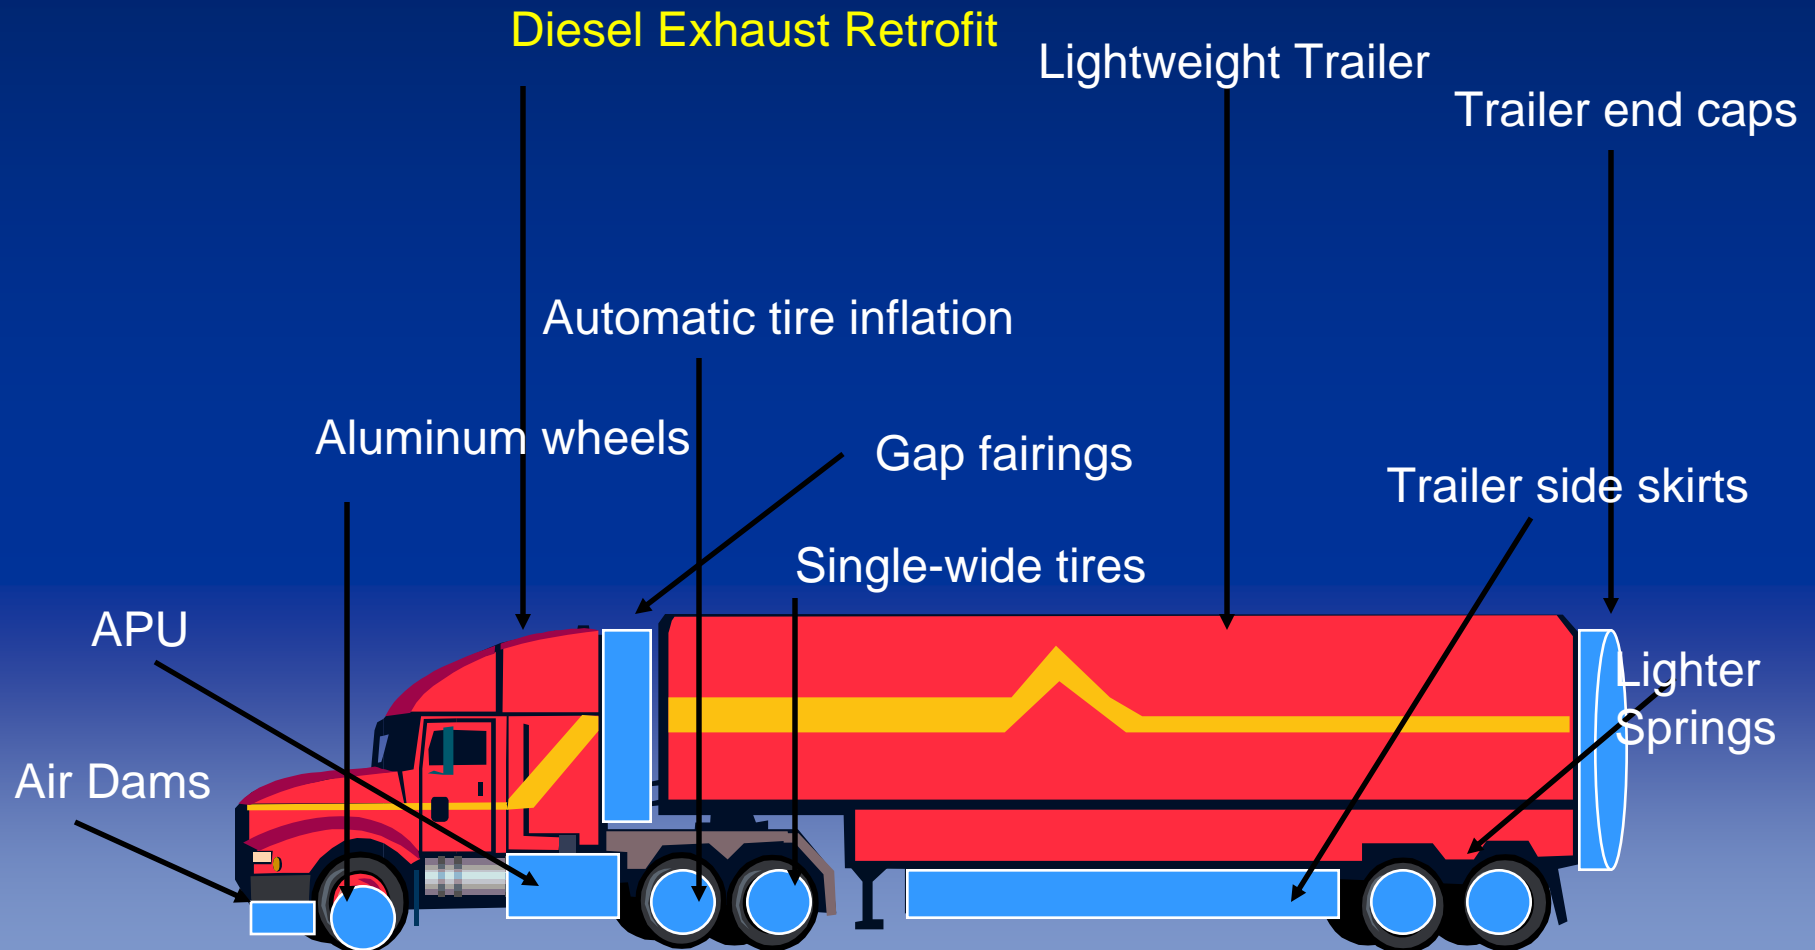 Diesel Exhaust Retrofit
Lightweight Trailer
Trailer end caps
Automatic tire inflation
Aluminum wheels
Gap fairings
Trailer side skirts
Single-wide tires
APU
Lighter
Springs
Air Dams